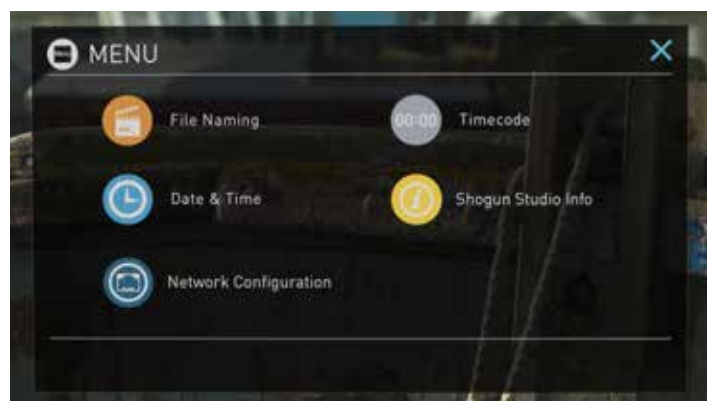 MENU
File Naming
00:00 Timecode
Date & Time
Shogun Studio Info
Network Configuration